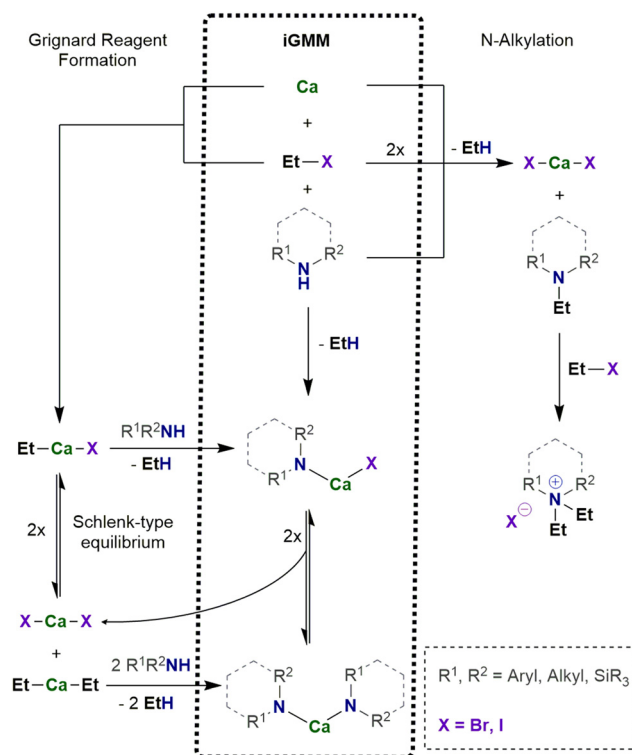 Grignard Reagent
Formation
iGMM
N-Alkylation
Ca
+
Et X
2x
- EtH
X Ca X
+
+
R¹ R²
N
H
R¹ R²
N
Et
- EtH
Et X
Et Ca X
R¹R²NH
- EtH
R²
N
R¹
X
Ca
R¹ R²
N
⊕
Et
Et
X ⊖
2x
Schlenk-type
equilibrium
2x
X Ca X
+
Et Ca Et
2 R¹R²NH
- 2 EtH
R² R²
N N
R¹ R¹
Ca
R¹, R² = Aryl, Alkyl, SiR₃
X = Br, I